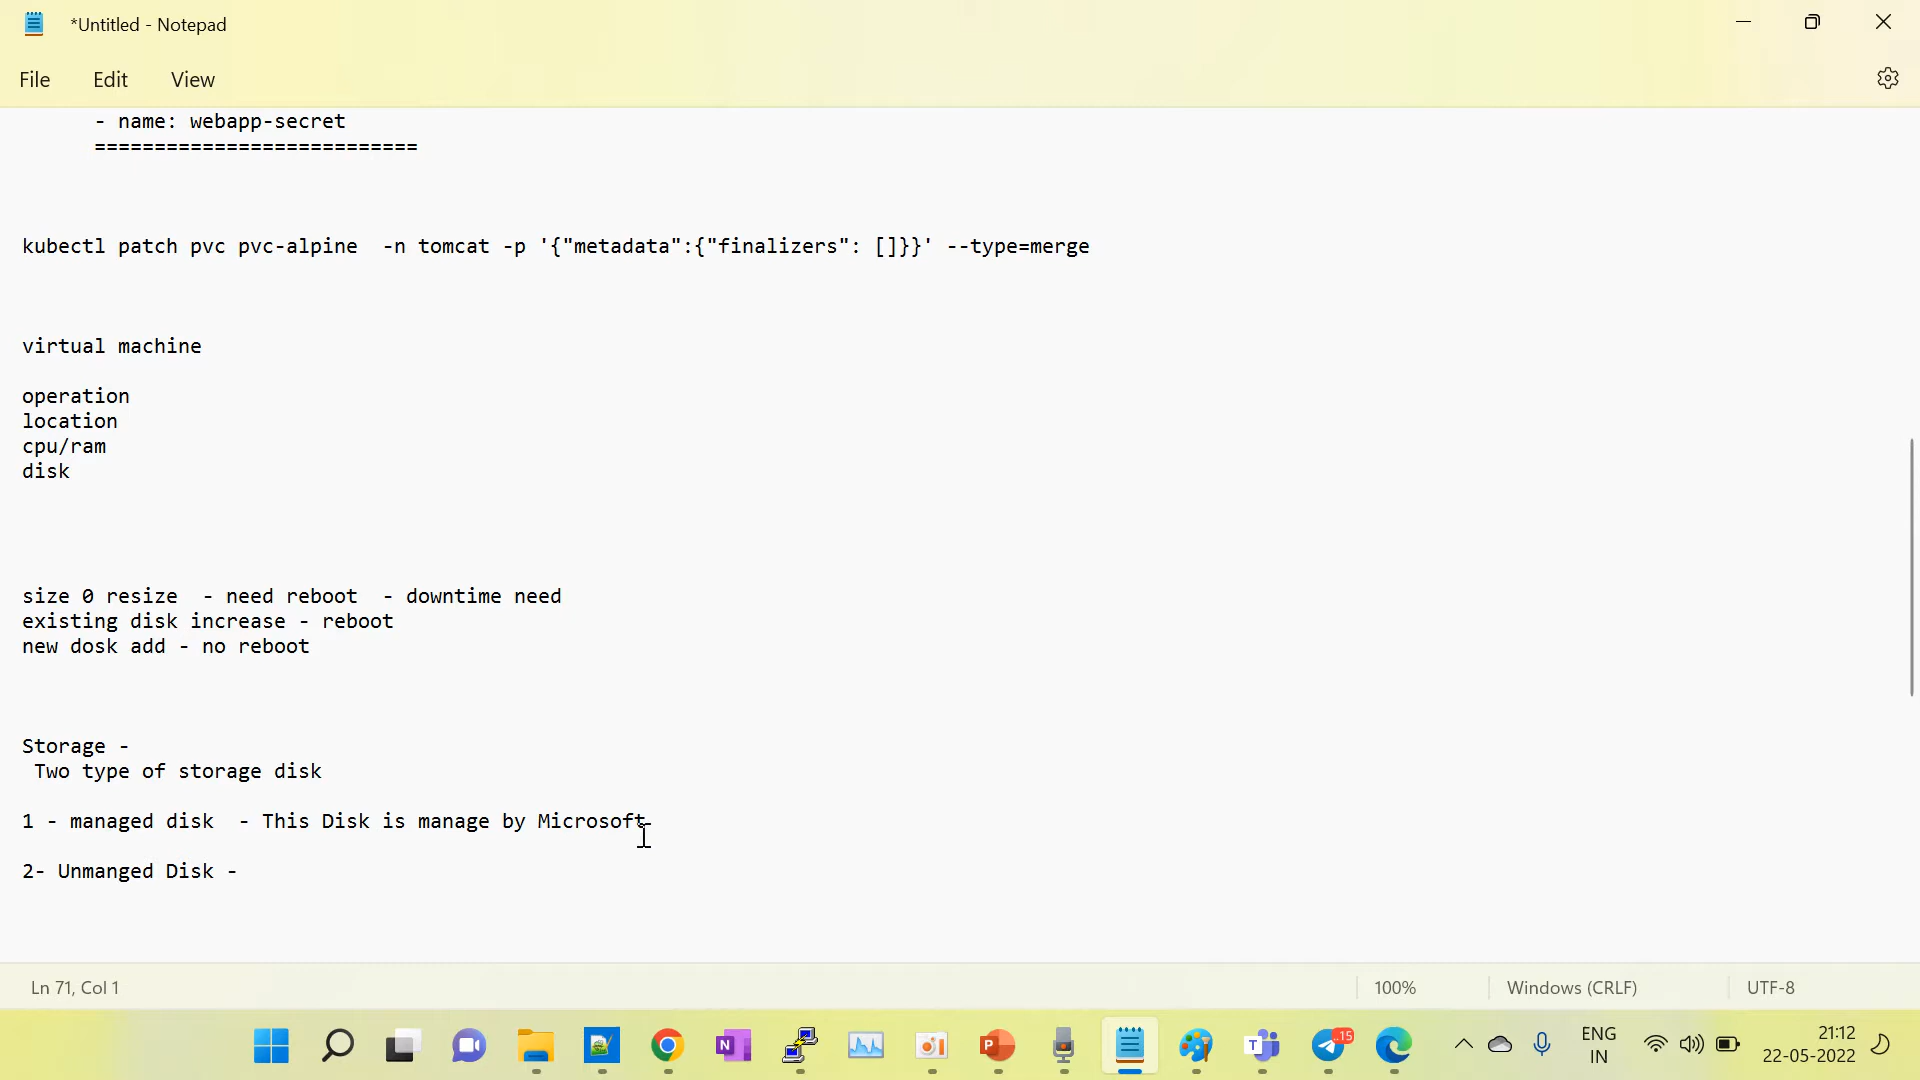 *Untitled - Notepad
File Edit View
- name: webapp-secret
===========================
kubectl patch pvc pvc-alpine  -n tomcat -p '{"metadata":{"finalizers": []}}' --type=merge
virtual machine
operation
location
cpu/ram
disk
size 0 resize  - need reboot  - downtime need
existing disk increase - reboot
new dosk add - no reboot
Storage -
Two type of storage disk
1 - managed disk  - This Disk is manage by Microsoft
2- Unmanged Disk -
Ln 71, Col 1 100% Windows (CRLF) UTF-8
ENG 21:12
IN 22-05-2022